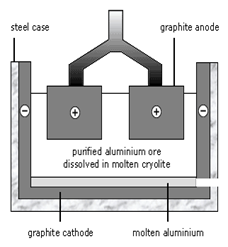 steel case
graphite anode
− + + −
purified aluminium ore
dissolved in molten cryolite
graphite cathode
molten aluminium